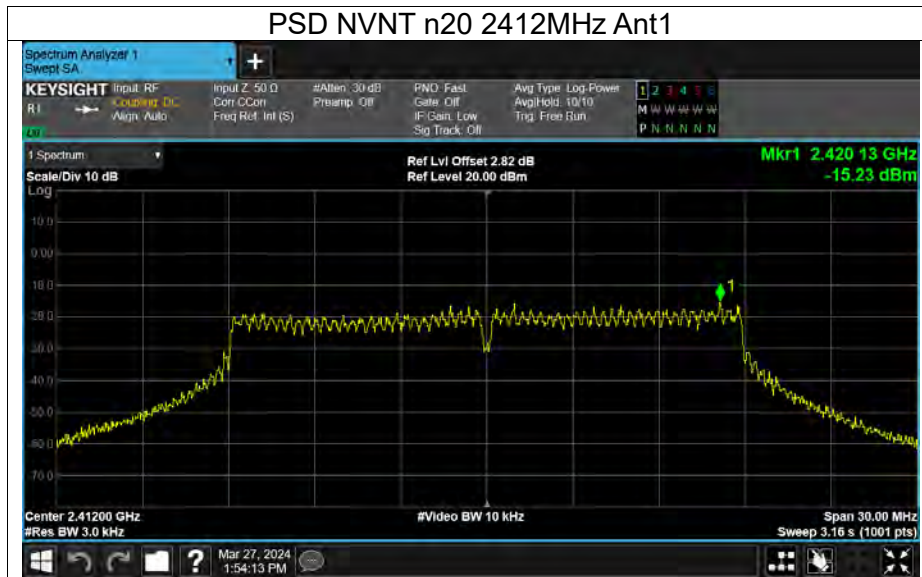 PSD NVNT n20 2412MHz Ant1
Spectrum Analyzer 1
Swept SA
+
KEYSIGHT Input: RF
Coupling: DC
Align: Auto
Input Z: 50 Ω
Corr CCorr
Freq Ref: Int (S)
#Atten: 30 dB
Preamp: Off
PNO: Fast
Gate: Off
IF Gain: Low
Sig Track: Off
Avg Type: Log-Power
Avg|Hold: 10/10
Trig: Free Run
1 2 3 4 5 6
M W W W W W
P N N N N N
1 Spectrum
Scale/Div 10 dB
Ref Lvl Offset 2.82 dB
Ref Level 20.00 dBm
Mkr1 2.420 13 GHz
-15.23 dBm
Log
10.0
0.00
-10.0
1
-20.0
-30.0
-40.0
-50.0
-60.0
-70.0
Center 2.41200 GHz
#Res BW 3.0 kHz
#Video BW 10 kHz
Span 30.00 MHz
Sweep 3.16 s (1001 pts)
?
Mar 27, 2024
1:54:13 PM